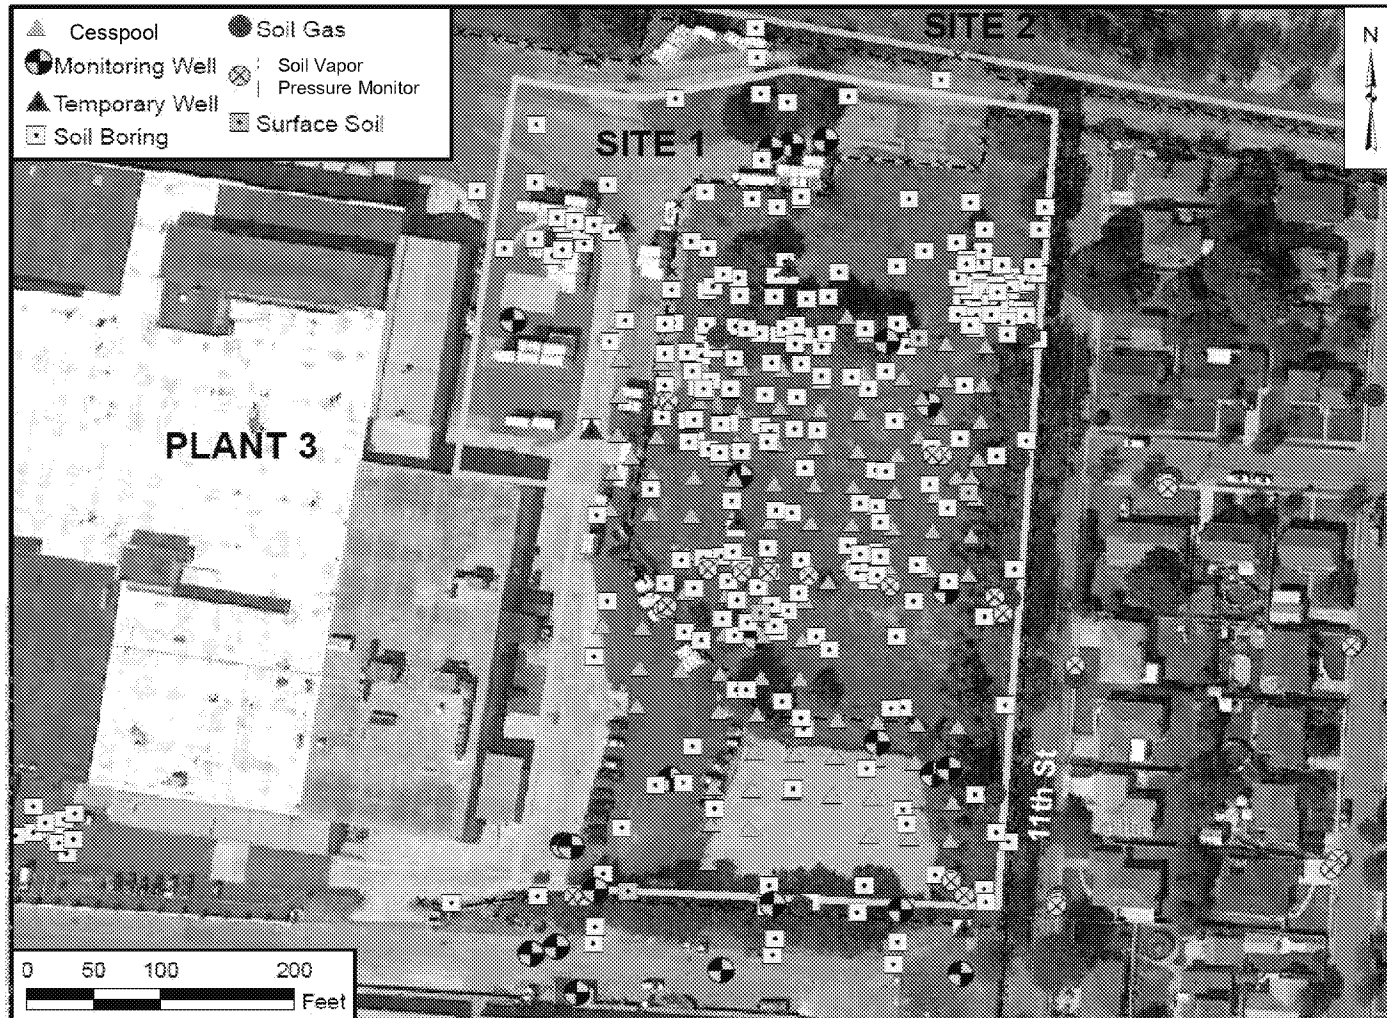 Cesspool
Soil Gas
Monitoring Well
Soil Vapor
Pressure Monitor
Temporary Well
Surface Soil
Soil Boring
SITE 2
N
SITE 1
PLANT 3
11th St
0 50 100 200
Feet